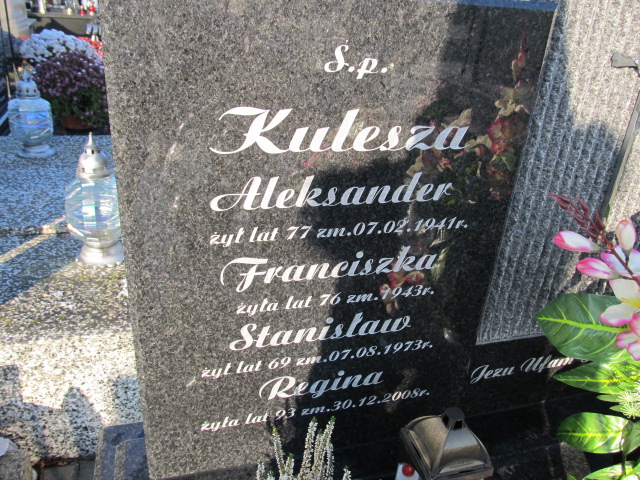 Ś.p.
Kulesza
Aleksander
żył lat 77 zm.07.02.1941r.
Franciszka
żyła lat 76 zm.1943r.
Stanisław
żył lat 69 zm.07.08.1973r.
Regina
żyła lat 93 zm.30.12.2008r.
Jezu Ufam